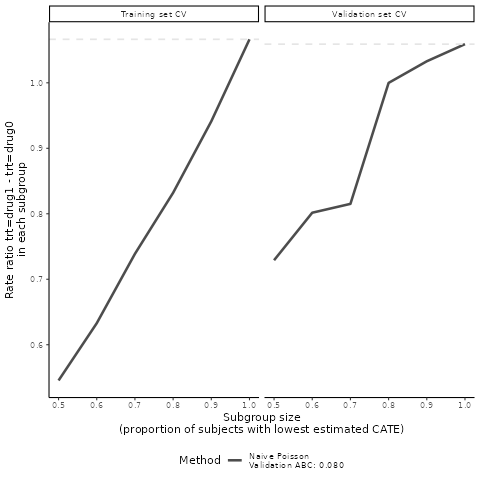 Training set CV
Validation set CV
Rate ratio trt=drug1 - trt=drug0
in each subgroup
1.0
0.9
0.8
0.7
0.6
0.5 0.6 0.7 0.8 0.9 1.0
0.5 0.6 0.7 0.8 0.9 1.0
Subgroup size
(proportion of subjects with lowest estimated CATE)
Method
Naive Poisson
Validation ABC: 0.080